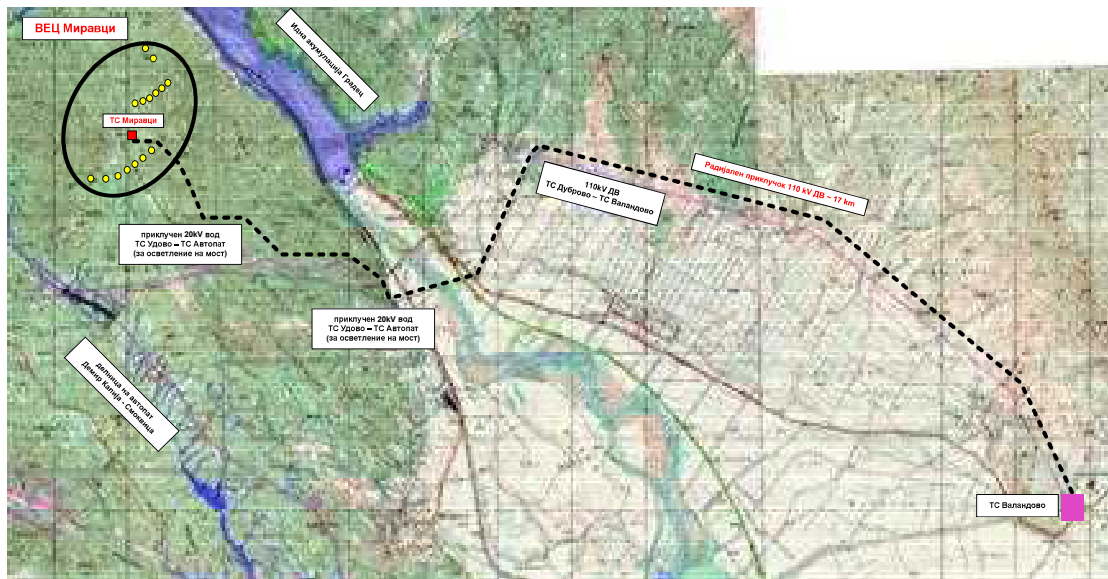 ВЕЦ Миравци
Идна акумулација Градец
ТС Миравци
Радијален приклучок 110 kV ДВ ~ 17 km
110kV ДВ
ТС Дуброво – ТС Валандово
приклучен 20kV вод
ТС Удово – ТС Автопат
(за осветление на мост)
приклучен 20kV вод
ТС Удово – ТС Автопат
(за осветление на мост)
делница на автопат
Демир Капија - Смоквица
ТС Валандово